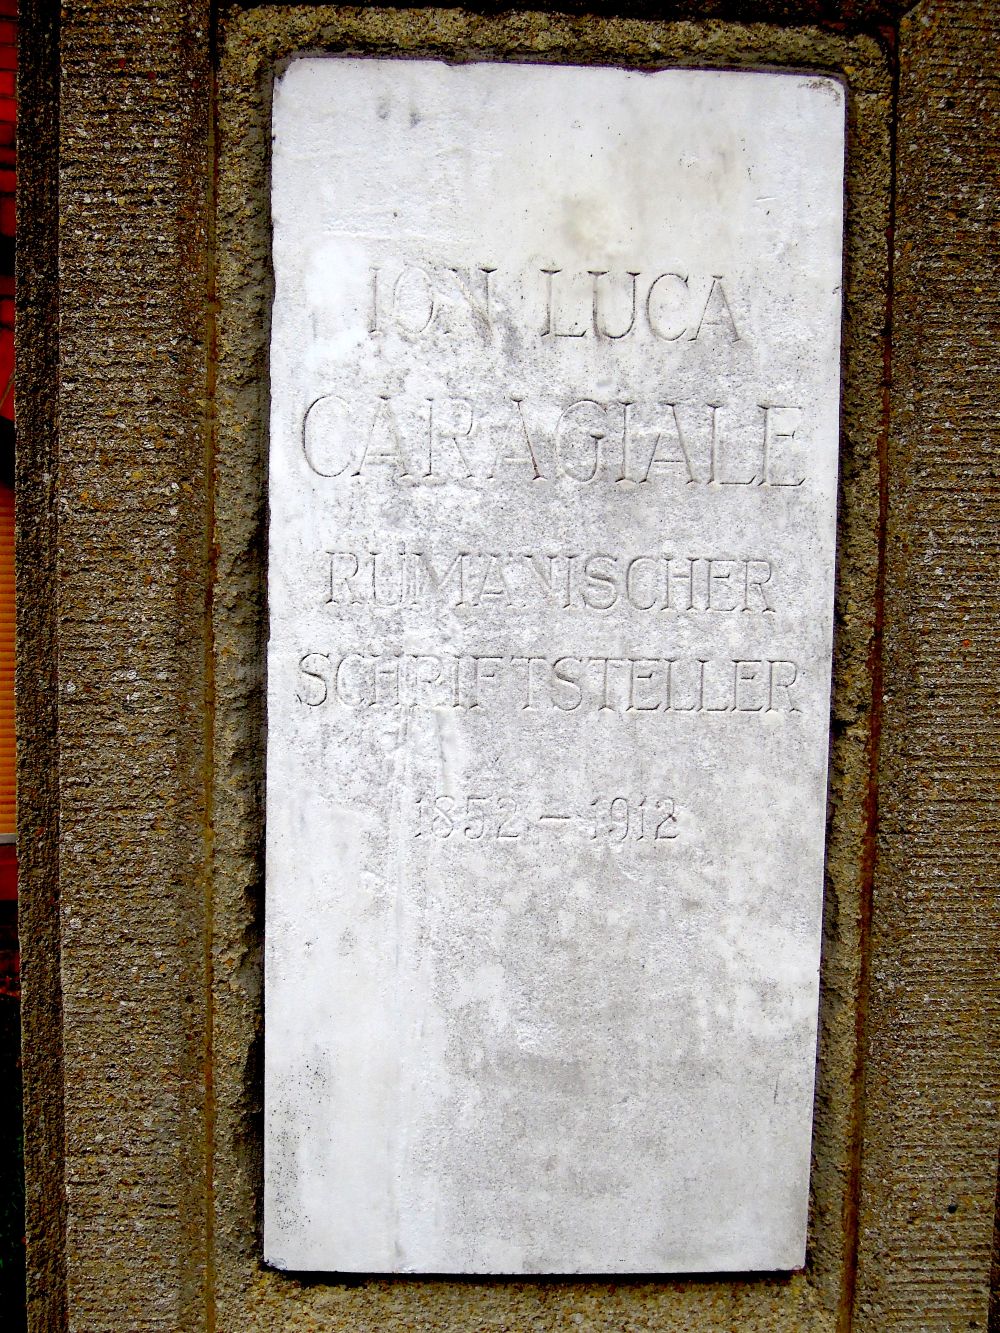 ION LUCA
CARAGIALE
RUMÄNISCHER
SCHRIFTSTELLER
1852 – 1912